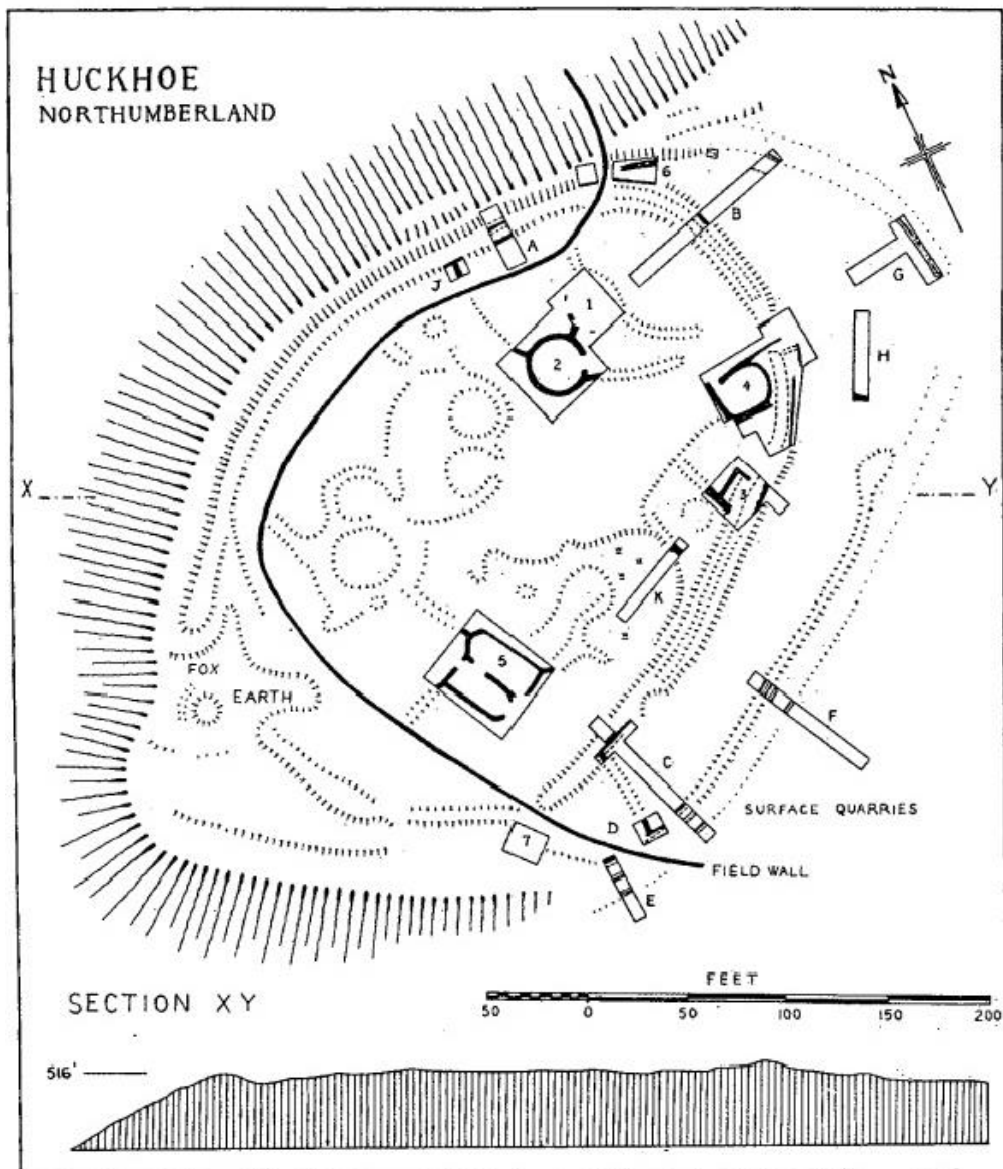 HUCKHOE
NORTHUMBERLAND
N
6
B
A
G
J
1
H
2
4
X
Y
3
K
5
FOX
EARTH
F
C
SURFACE QUARRIES
D
7
FIELD WALL
E
FEET
SECTION XY
50 0 50 100 150 200
516'